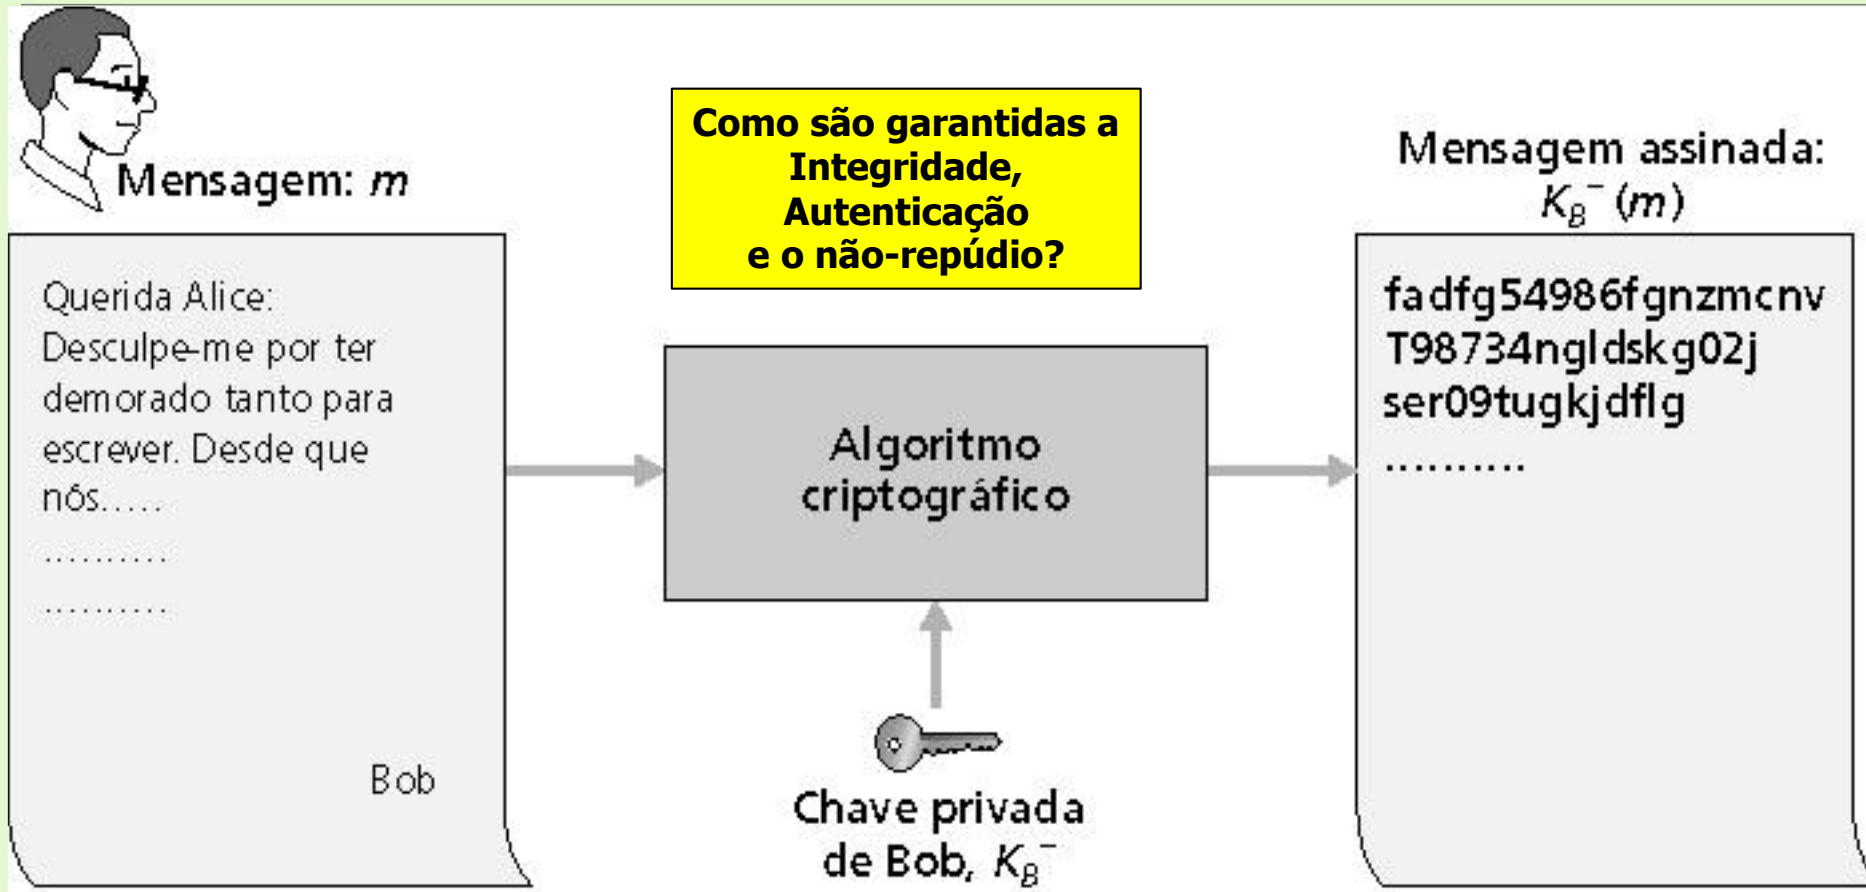 Mensagem: m
Querida Alice:
Desculpe-me por ter
demorado tanto para
escrever. Desde que
nós.....
..........
..........
Bob
Como são garantidas a
Integridade,
Autenticação
e o não-repúdio?
Algoritmo
criptográfico
Chave privada
de Bob, K_B⁻
Mensagem assinada:
K_B⁻ (m)
fadfg54986fgnzmcnv
T98734ngldskg02j
ser09tugkjdflg
..........